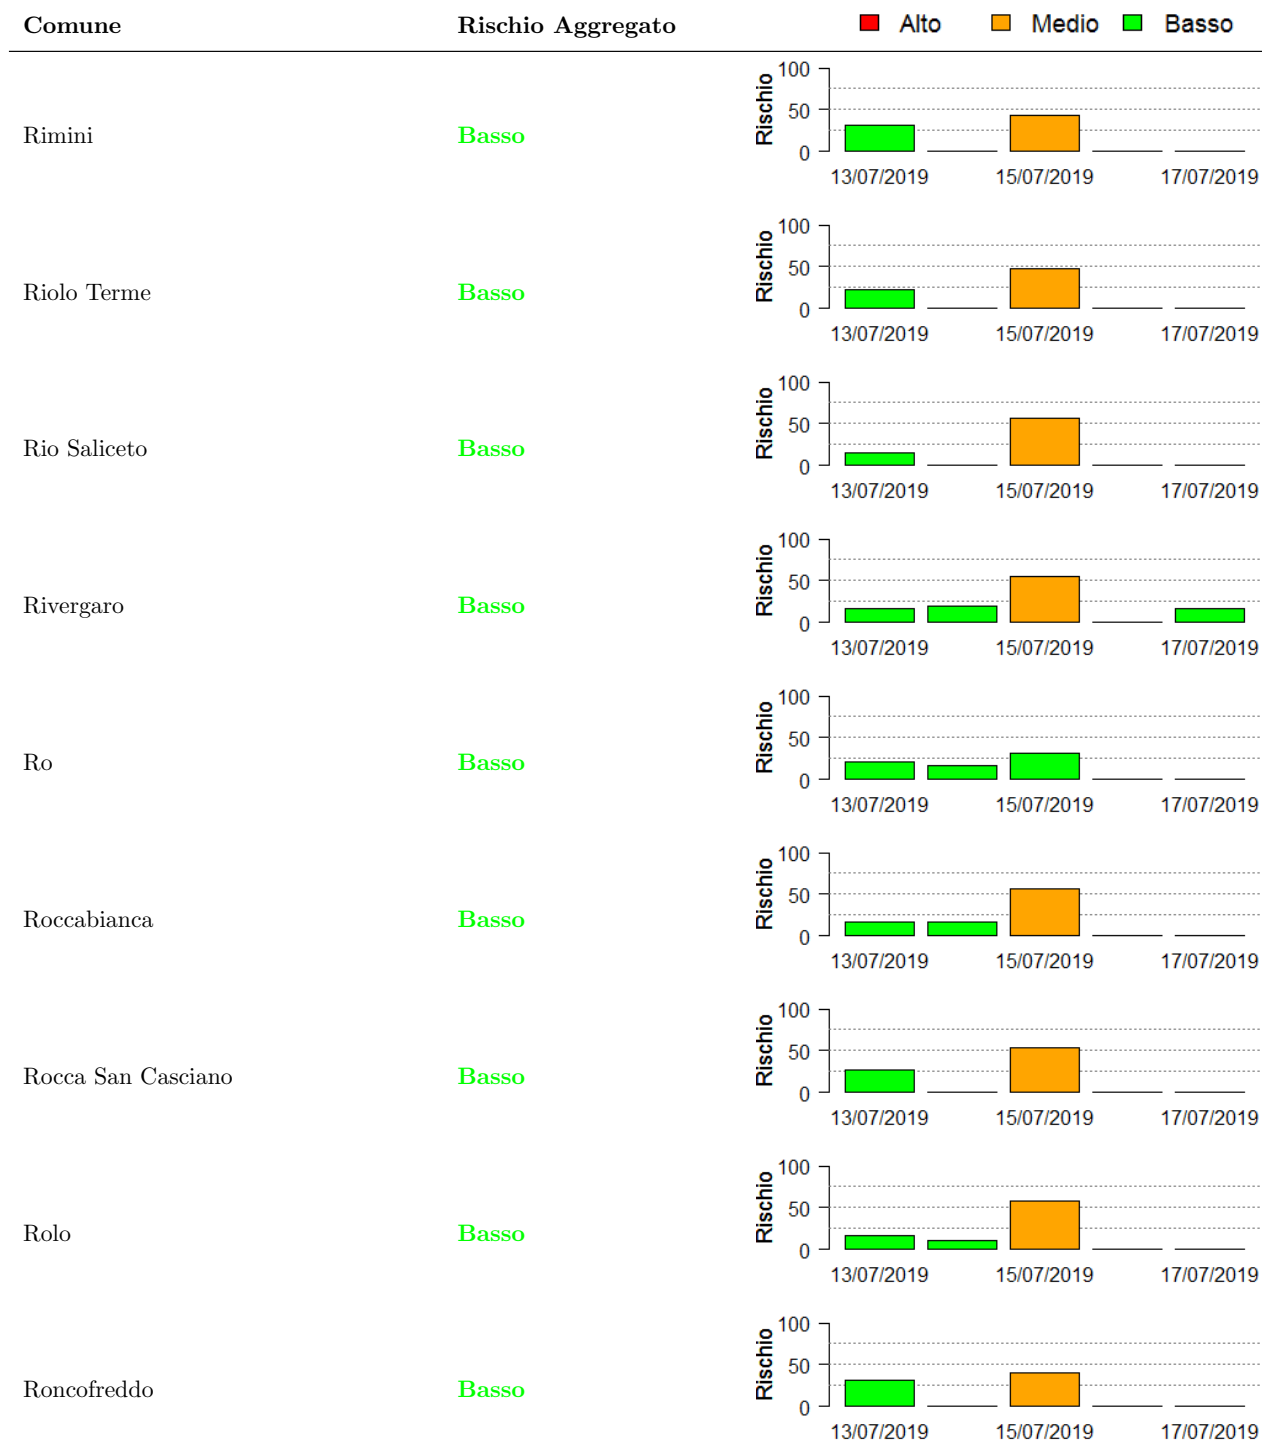 Comune Rischio Aggregato Alto Medio Basso
Rimini Basso Rischio 100 50 0
13/07/2019 15/07/2019 17/07/2019
Riolo Terme Basso Rischio 100 50 0
13/07/2019 15/07/2019 17/07/2019
Rio Saliceto Basso Rischio 100 50 0
13/07/2019 15/07/2019 17/07/2019
Rivergaro Basso Rischio 100 50 0
13/07/2019 15/07/2019 17/07/2019
Ro Basso Rischio 100 50 0
13/07/2019 15/07/2019 17/07/2019
Roccabianca Basso Rischio 100 50 0
13/07/2019 15/07/2019 17/07/2019
Rocca San Casciano Basso Rischio 100 50 0
13/07/2019 15/07/2019 17/07/2019
Rolo Basso Rischio 100 50 0
13/07/2019 15/07/2019 17/07/2019
Roncofreddo Basso Rischio 100 50 0
13/07/2019 15/07/2019 17/07/2019